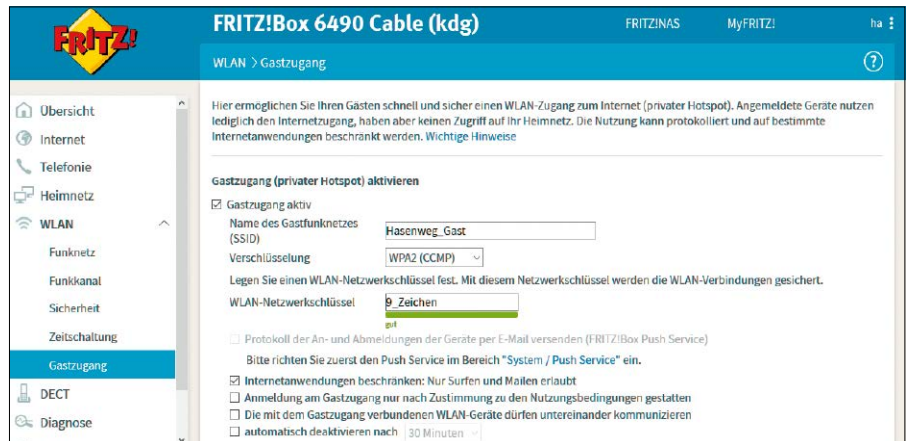 FRITZ!
FRITZ!Box 6490 Cable (kdg)
FRITZ!NAS
MyFRITZ!
ha
WLAN > Gastzugang
?
Übersicht
Internet
Telefonie
Heimnetz
WLAN
Funknetz
Funkkanal
Sicherheit
Zeitschaltung
Gastzugang
DECT
Diagnose
Hier ermöglichen Sie Ihren Gästen schnell und sicher einen WLAN-Zugang zum Internet (privater Hotspot). Angemeldete Geräte nutzen
lediglich den Internetzugang, haben aber keinen Zugriff auf Ihr Heimnetz. Die Nutzung kann protokolliert und auf bestimmte
Internetanwendungen beschränkt werden. Wichtige Hinweise
Gastzugang (privater Hotspot) aktivieren
Gastzugang aktiv
Name des Gastfunknetzes
(SSID)
Hasenweg_Gast
Verschlüsselung
WPA2 (CCMP)
Legen Sie einen WLAN-Netzwerkschlüssel fest. Mit diesem Netzwerkschlüssel werden die WLAN-Verbindungen gesichert.
WLAN-Netzwerkschlüssel
9_Zeichen
gut
Protokoll der An- und Abmeldungen der Geräte per E-Mail versenden (FRITZ!Box Push Service)
Bitte richten Sie zuerst den Push Service im Bereich "System / Push Service" ein.
Internetanwendungen beschränken: Nur Surfen und Mailen erlaubt
Anmeldung am Gastzugang nur nach Zustimmung zu den Nutzungsbedingungen gestatten
Die mit dem Gastzugang verbundenen WLAN-Geräte dürfen untereinander kommunizieren
automatisch deaktivieren nach
30 Minuten